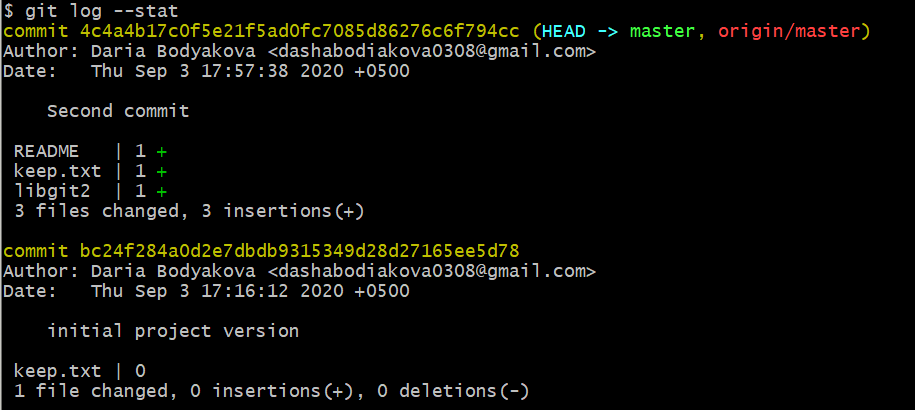 $ git log --stat
commit 4c4a4b17c0f5e21f5ad0fc7085d86276c6f794cc (HEAD -> master, origin/master)
Author: Daria Bodyakova <dashabodiakova0308@gmail.com>
Date:   Thu Sep 3 17:57:38 2020 +0500
Second commit
README   | 1 +
keep.txt | 1 +
libgit2  | 1 +
3 files changed, 3 insertions(+)
commit bc24f284a0d2e7dbdb9315349d28d27165ee5d78
Author: Daria Bodyakova <dashabodiakova0308@gmail.com>
Date:   Thu Sep 3 17:16:12 2020 +0500
initial project version
keep.txt | 0
1 file changed, 0 insertions(+), 0 deletions(-)